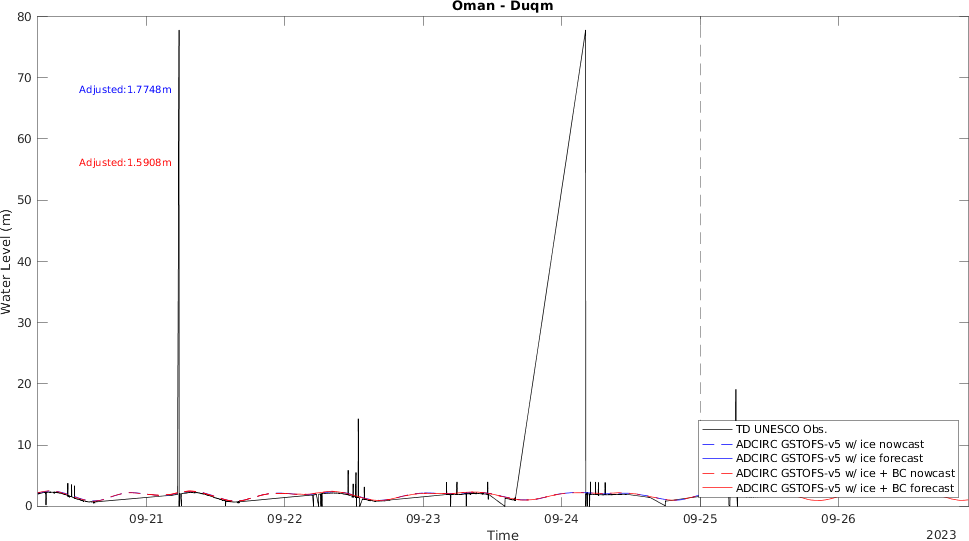 Oman - Duqm
80
70
60
50
40
30
20
10
0
Water Level (m)
Adjusted:1.7748m
Adjusted:1.5908m
TD UNESCO Obs.
ADCIRC GSTOFS-v5 w/ ice nowcast
ADCIRC GSTOFS-v5 w/ ice forecast
ADCIRC GSTOFS-v5 w/ ice + BC nowcast
ADCIRC GSTOFS-v5 w/ ice + BC forecast
09-21 09-22 09-23 09-24 09-25 09-26
Time
2023